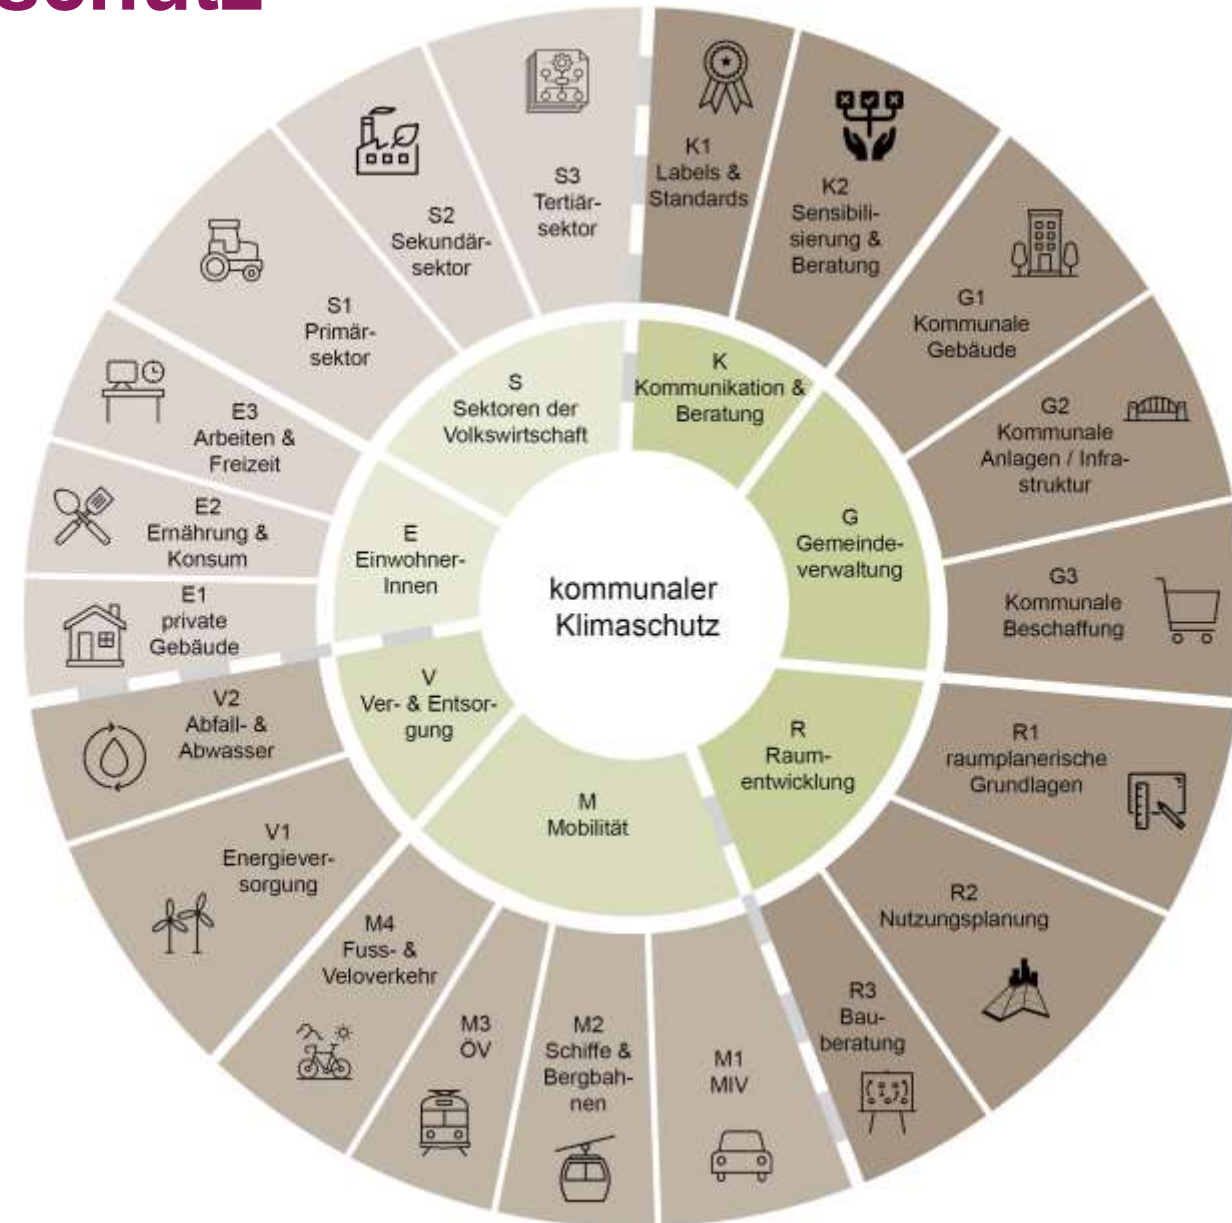 schutz
K1
Labels &
Standards
K2
Sensibili-
sierung &
Beratung
G1
Kommunale
Gebäude
G2
Kommunale
Anlagen / Infra-
struktur
G3
Kommunale
Beschaffung
R1
raumplanerische
Grundlagen
R2
Nutzungsplanung
R3
Bau-
beratung
M1
MIV
M2
Schiffe &
Bergbah-
nen
M3
ÖV
M4
Fuss- &
Veloverkehr
V1
Energiever-
sorgung
V2
Abfall- &
Abwasser
E1
private
Gebäude
E2
Ernährung &
Konsum
E3
Arbeiten &
Freizeit
S1
Primär-
sektor
S2
Sekundär-
sektor
S3
Tertiär-
sektor
K
Kommunikation &
Beratung
G
Gemeinde-
verwaltung
R
Raum-
entwicklung
M
Mobilität
V
Ver- & Entsor-
gung
E
Einwohner-
Innen
S
Sektoren der
Volkswirtschaft
kommunaler
Klimaschutz